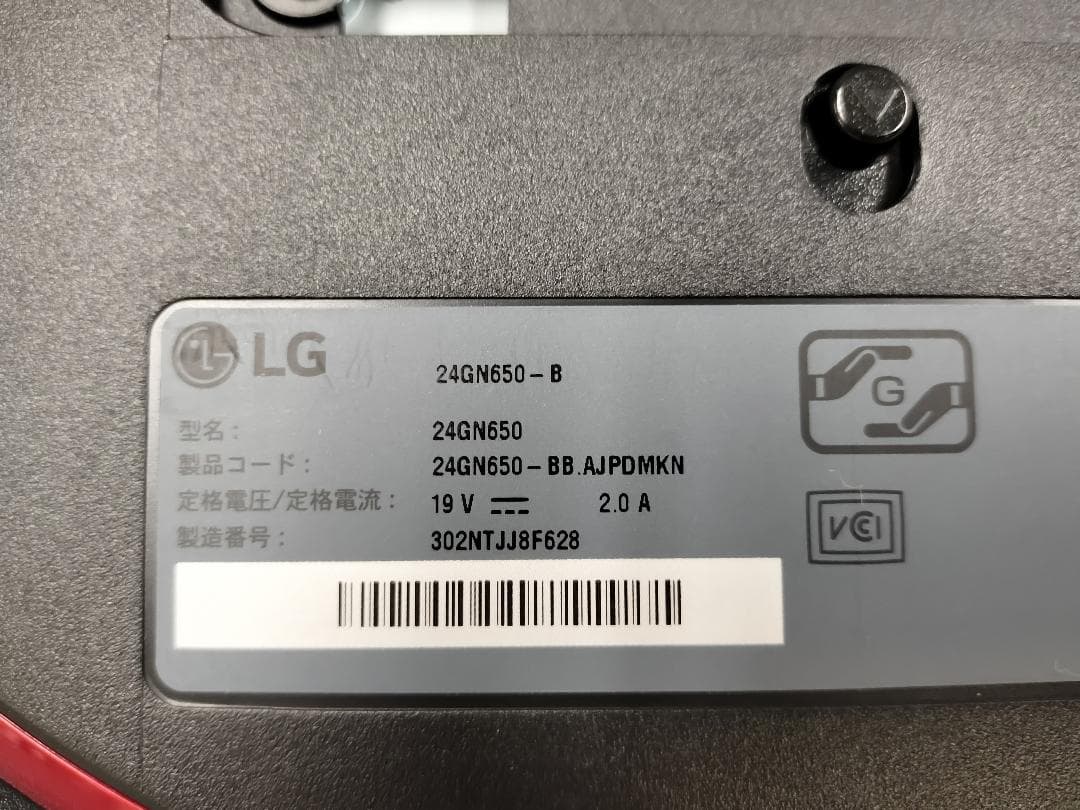 LG
24GN650-B
型名: 24GN650
製品コード: 24GN650-BB.AJPDMKN
定格電圧/定格電流: 19 V 2.0 A
製造番号: 302NTJJ8F628
G
VCCI